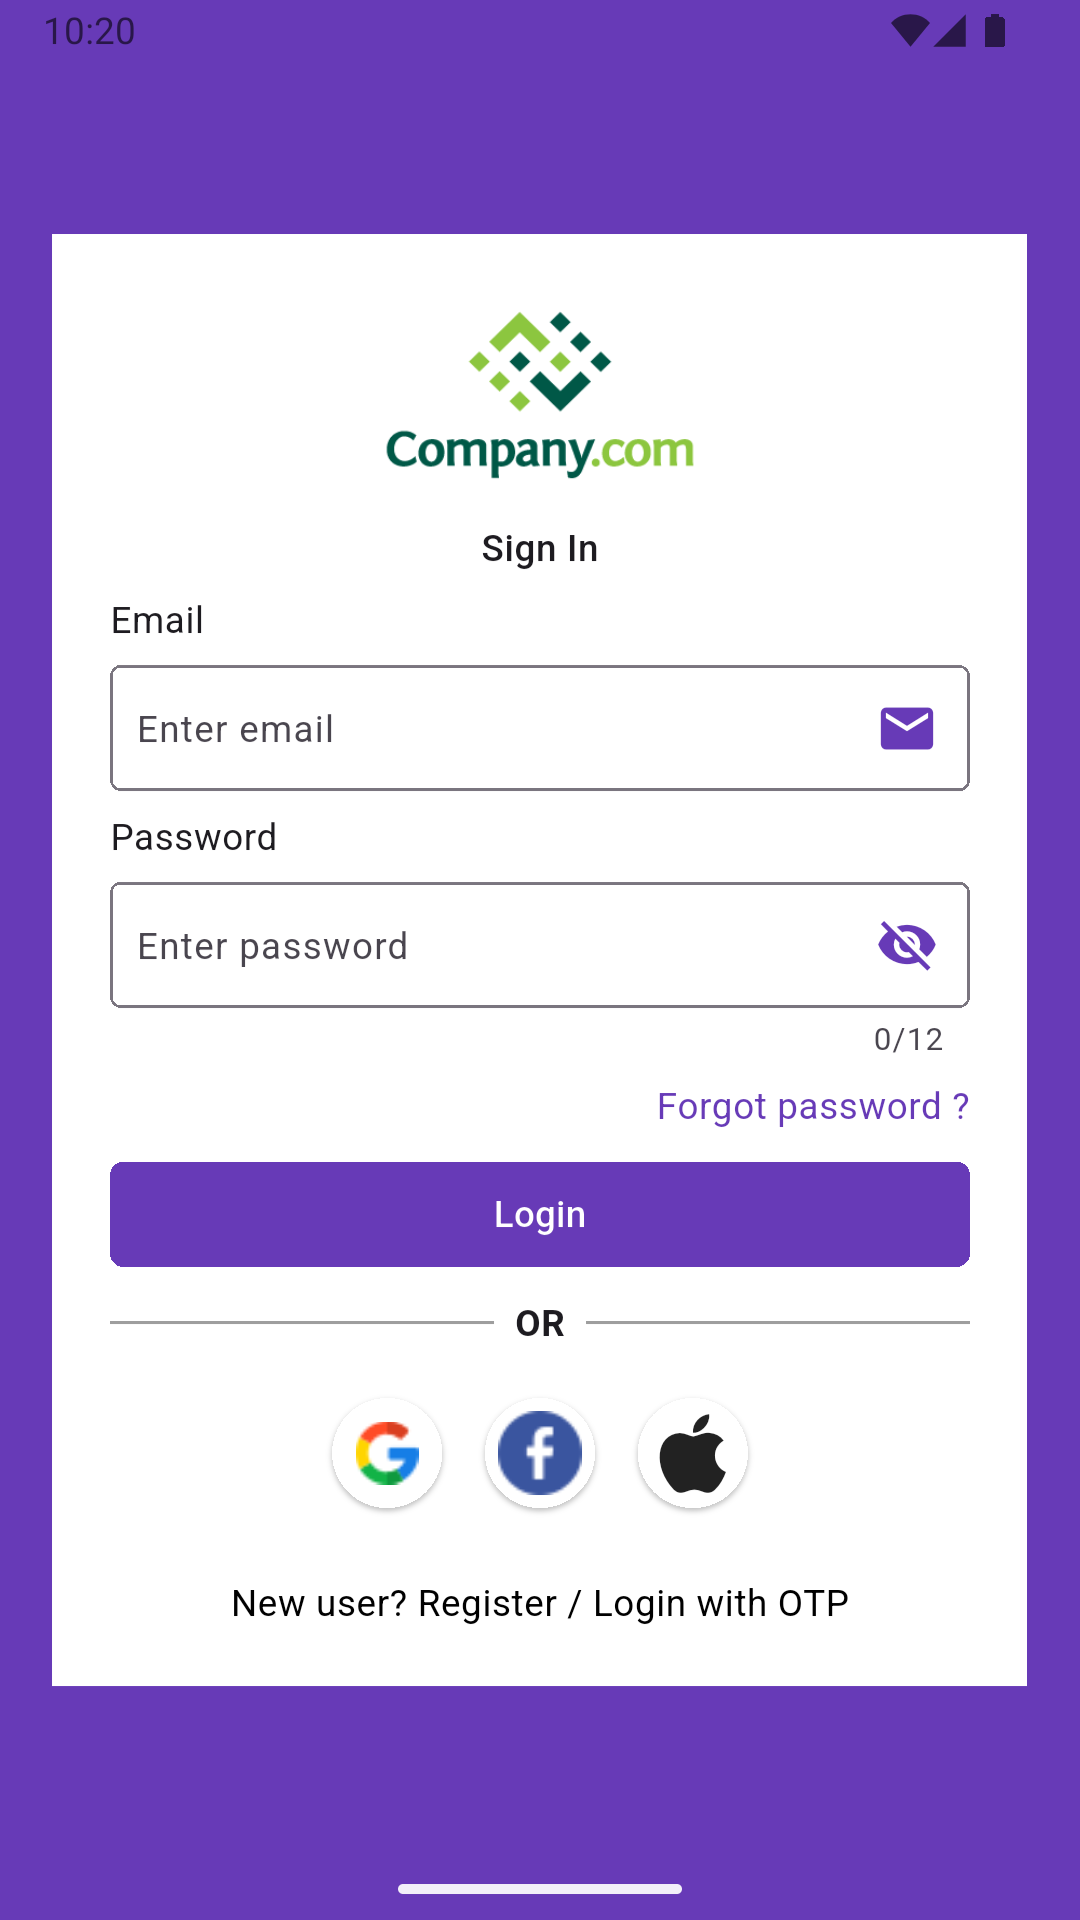 10:20
Company.com
Sign In
Email
Enter email
Password
Enter password
0/12
Forgot password ?
Login
OR
New user? Register / Login with OTP